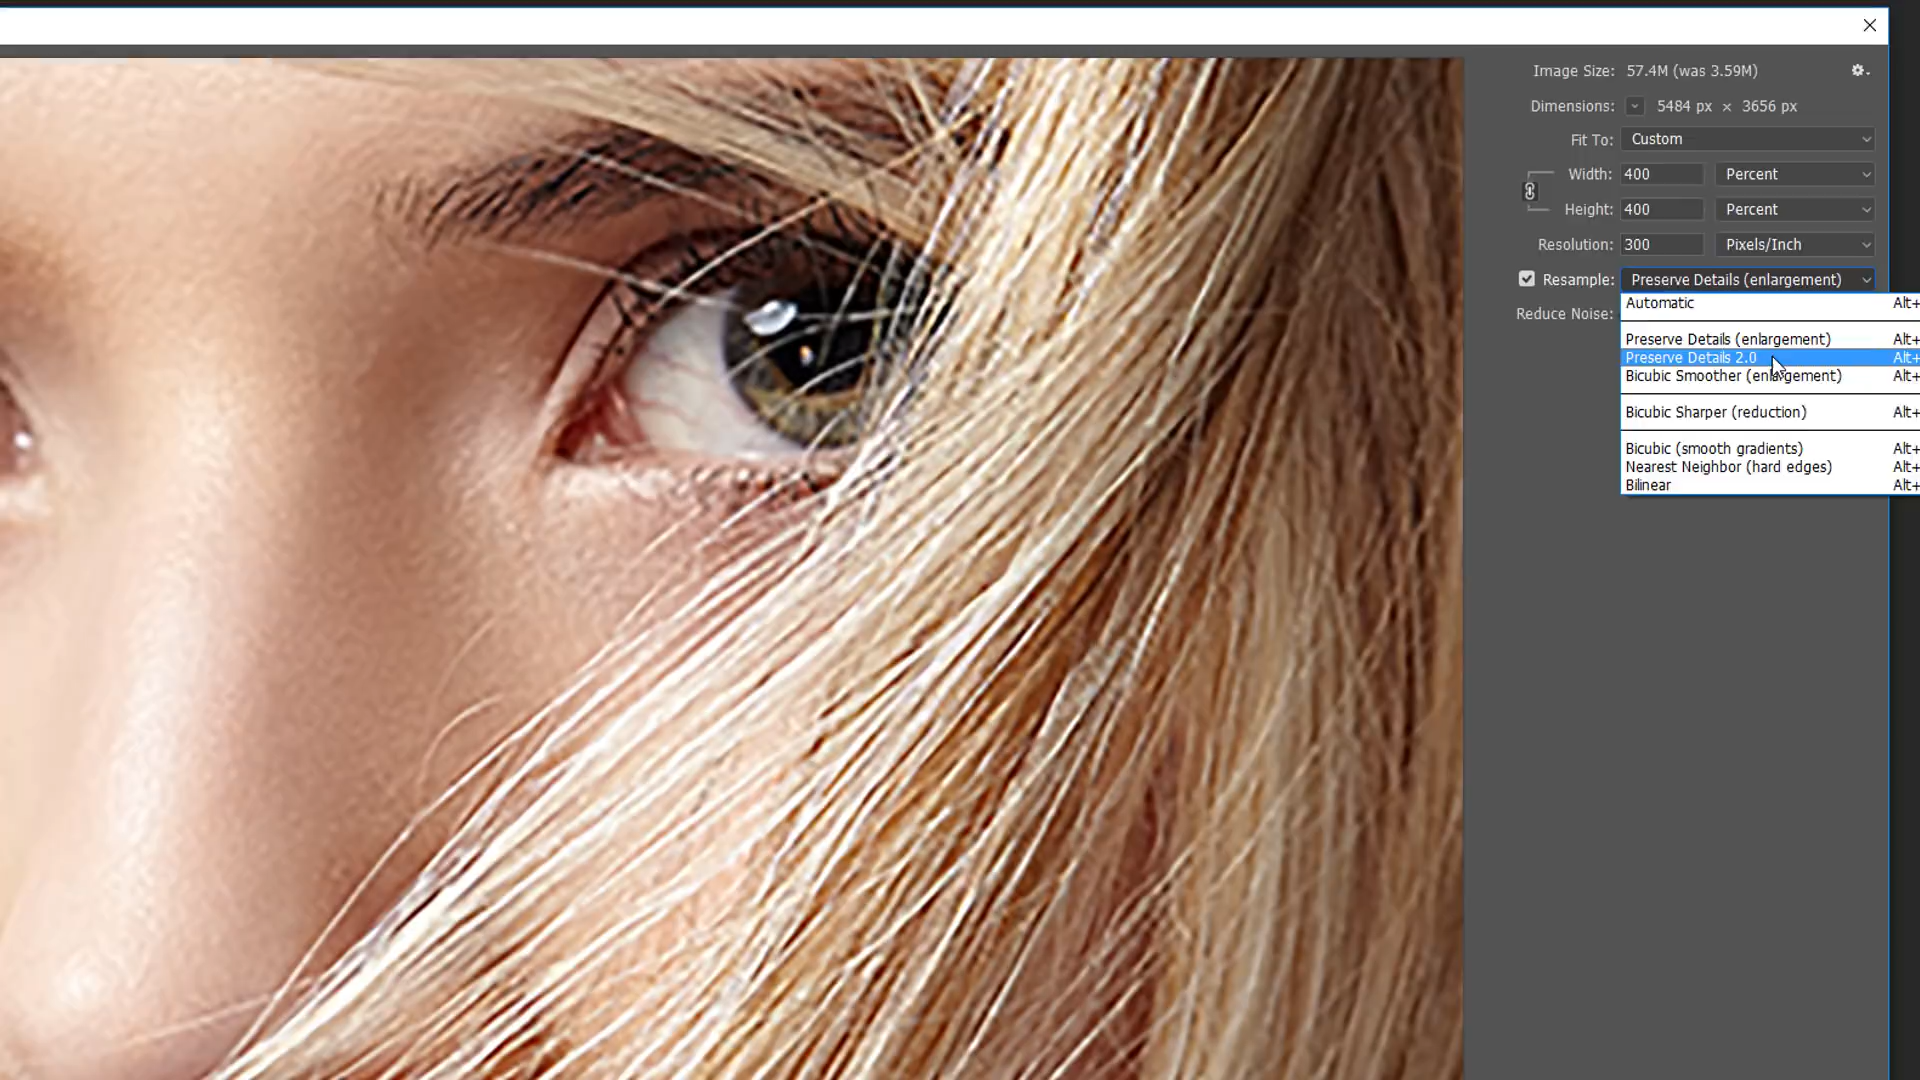 Image Size: 57.4M (was 3.59M)
Dimensions: 5484 px × 3656 px
Fit To: Custom
Width: 400 Percent
Height: 400 Percent
Resolution: 300 Pixels/Inch
Resample: Preserve Details (enlargement)
Reduce Noise:
Automatic Alt+
Preserve Details (enlargement) Alt+
Preserve Details 2.0 Alt+
Bicubic Smoother (enlargement) Alt+
Bicubic Sharper (reduction) Alt+
Bicubic (smooth gradients) Alt+
Nearest Neighbor (hard edges) Alt+
Bilinear Alt+